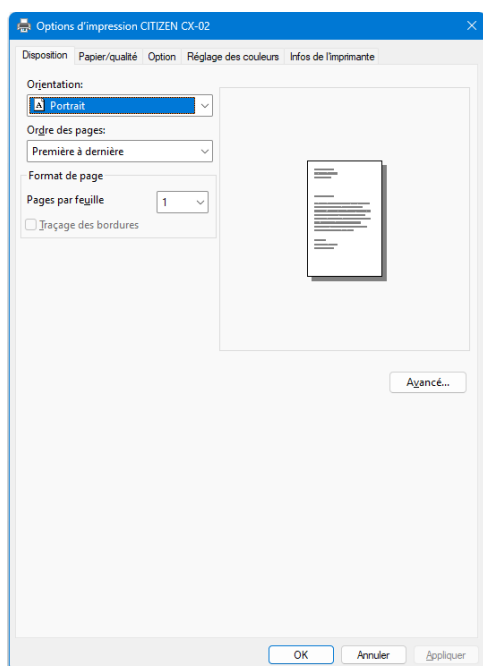 Options d'impression CITIZEN CX-02
Disposition Papier/qualité Option Réglage des couleurs Infos de l'imprimante
Orientation:
A Portrait
Ordre des pages:
Première à dernière
Format de page
Pages par feuille 1
Traçage des bordures
Avancé...
OK Annuler Appliquer